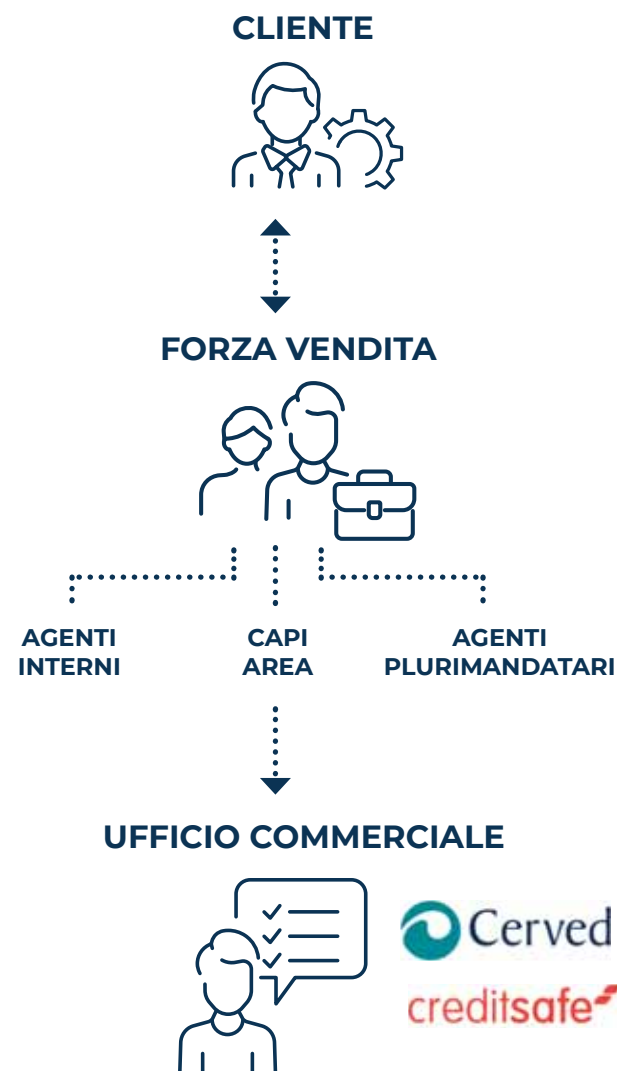 CLIENTE
FORZA VENDITA
AGENTI
INTERNI
CAPI
AREA
AGENTI
PLURIMANDATARI
UFFICIO COMMERCIALE
Cerved
creditsafe